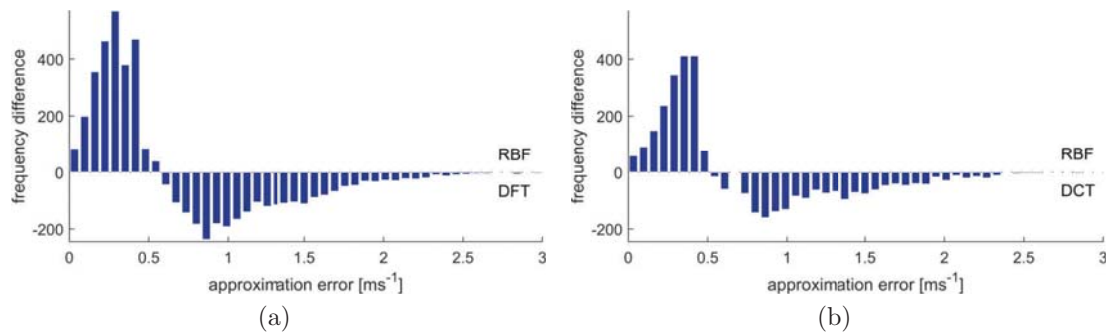 frequency difference
400
200
0
-200
RBF
DFT
0 0.5 1 1.5 2 2.5 3
approximation error [ms⁻¹]
(a)
frequency difference
400
200
0
-200
RBF
DCT
0 0.5 1 1.5 2 2.5 3
approximation error [ms⁻¹]
(b)